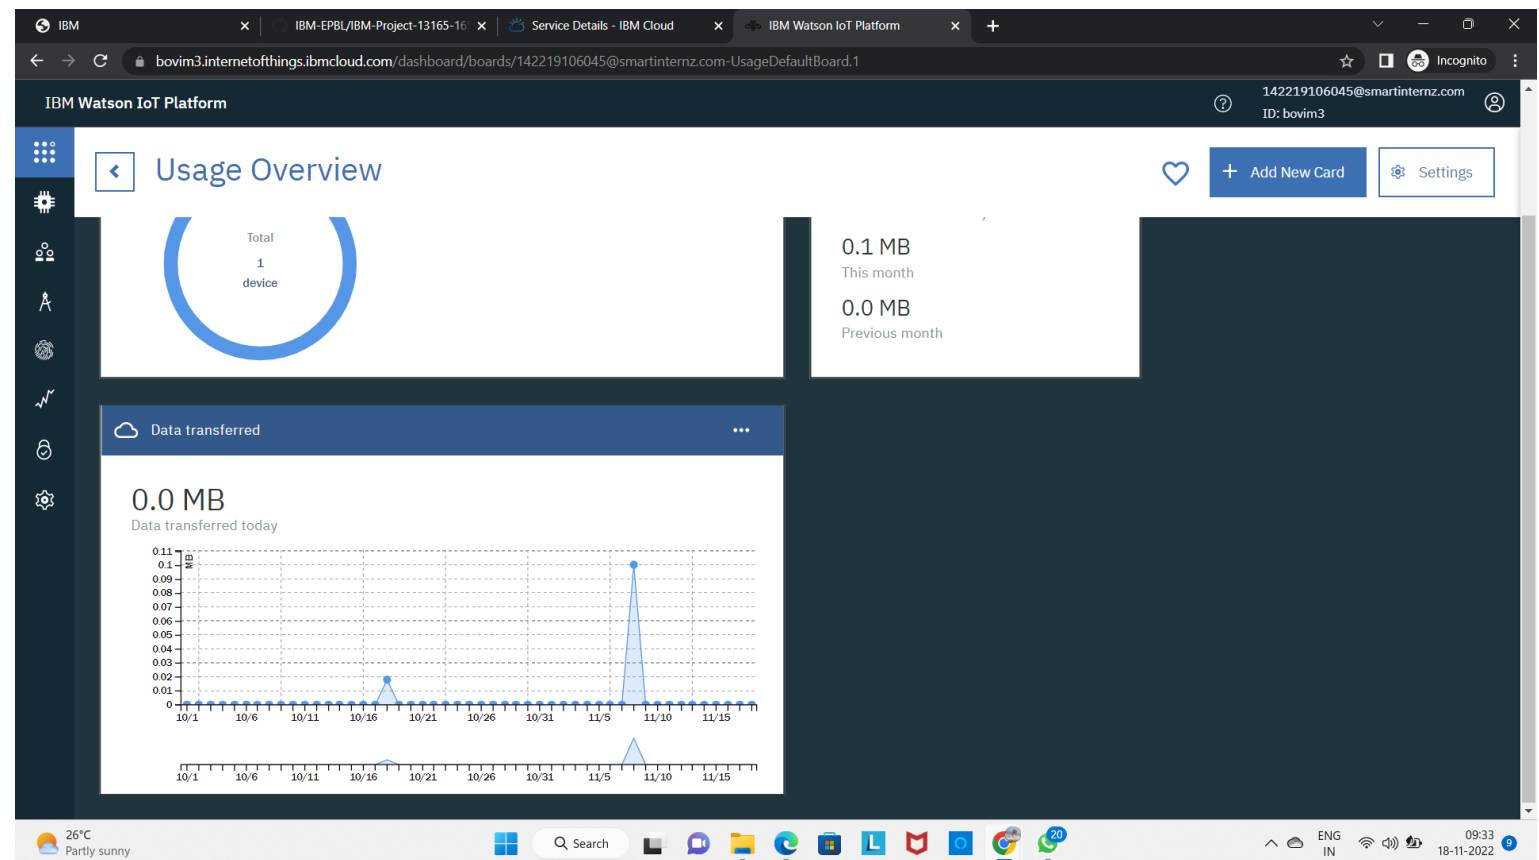 IBM
IBM-EPBL/IBM-Project-13165-16
Service Details - IBM Cloud
IBM Watson IoT Platform
bovim3.internetofthings.ibmcloud.com/dashboard/boards/142219106045@smartinternz.com-UsageDefaultBoard.1
Incognito
IBM Watson IoT Platform
142219106045@smartinternz.com
ID: bovim3
Usage Overview
Add New Card
Settings
Total
1
device
0.1 MB
This month
0.0 MB
Previous month
Data transferred
0.0 MB
Data transferred today
MB
0.11
0.1
0.09
0.08
0.07
0.06
0.05
0.04
0.03
0.02
0.01
0
10/1 10/6 10/11 10/16 10/21 10/26 10/31 11/5 11/10 11/15
10/1 10/6 10/11 10/16 10/21 10/26 10/31 11/5 11/10 11/15
26°C
Partly sunny
Search
L
20
ENG
IN
09:33
18-11-2022
9